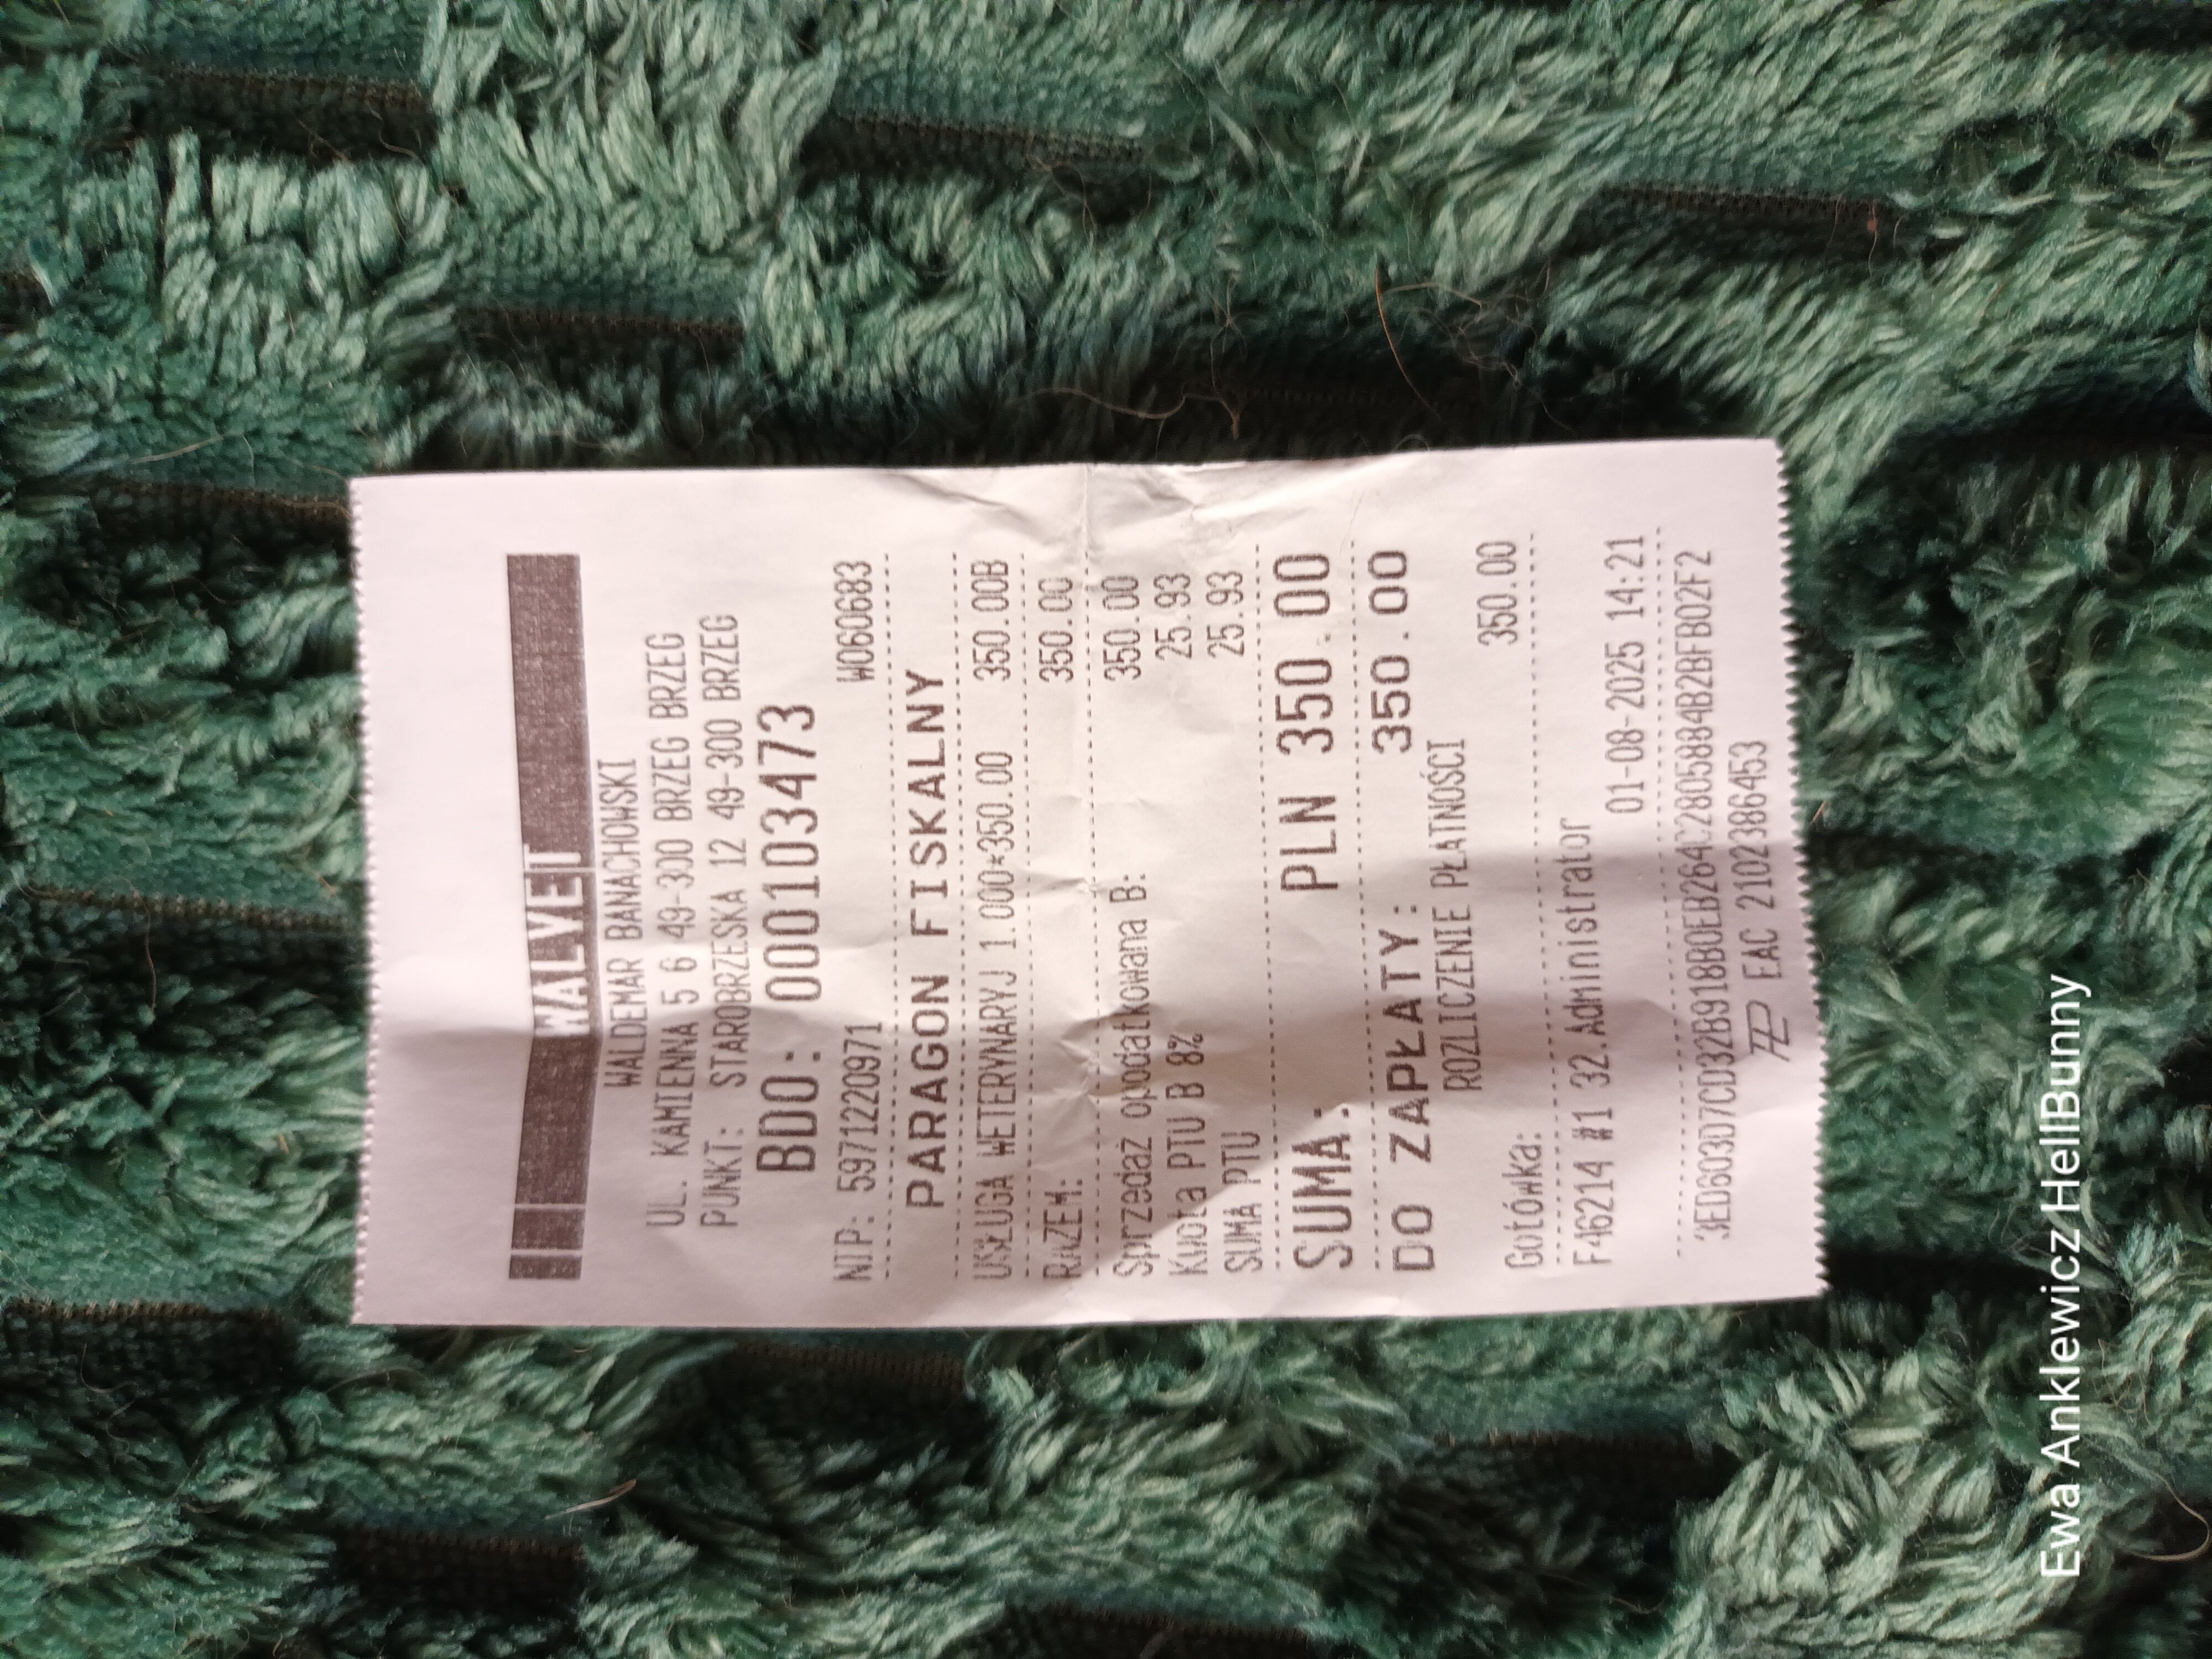 WALVET
WALDEMAR BANACHOWSKI
UL. KAMIENNA 5 6 49-300 BRZEG BRZEG
PUNKT: STAROBRZESKA 12 49-300 BRZEG
BDO: 000103473
NIP: 5971220971 W060683
PARAGON FISKALNY
USŁUGA WETERYNARYJ 1.000*350.00 350.00B
RAZEM: 350.00
Sprzedaż opodatkowana B: 350.00
Kwota PTU B 8% 25.93
SUMA PTU 25.93
SUMA: PLN 350.00
DO ZAPŁATY: 350.00
ROZLICZENIE PŁATNOŚCI
Gotówka: 350.00
F46214 #1 32.Administrator
01-08-2025 14:21
3ED603D7CD32B918B0EB264C2805884B2BFB02F2
EAC 2102386453
Ewa Anklewicz HellBunny